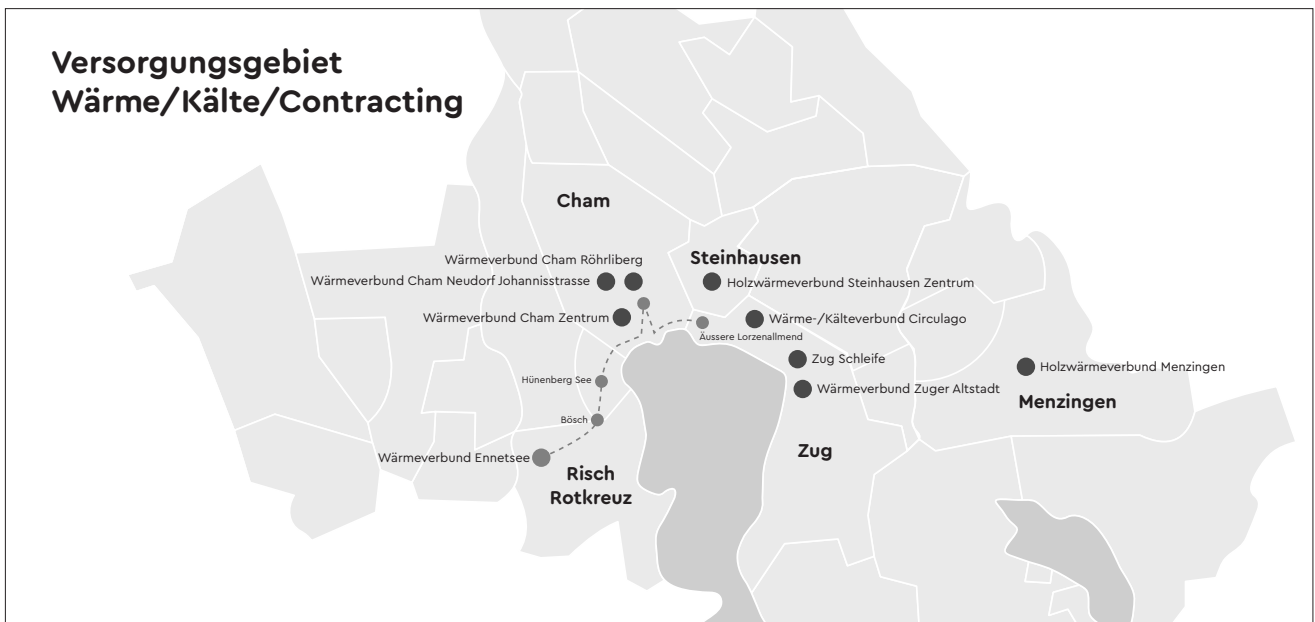 Versorgungsgebiet
Wärme/Kälte/Contracting
Cham
Wärmeverbund Cham Röhrliberg
Steinhausen
Wärmeverbund Cham Neudorf Johannisstrasse
Holzwärmeverbund Steinhausen Zentrum
Wärmeverbund Cham Zentrum
Wärme-/Kälteverbund Circulago
Äussere Lorzenallmend
Zug Schleife
Holzwärmeverbund Menzingen
Hünenberg See
Wärmeverbund Zuger Altstadt
Menzingen
Bösch
Zug
Wärmeverbund Ennetsee
Risch
Rotkreuz